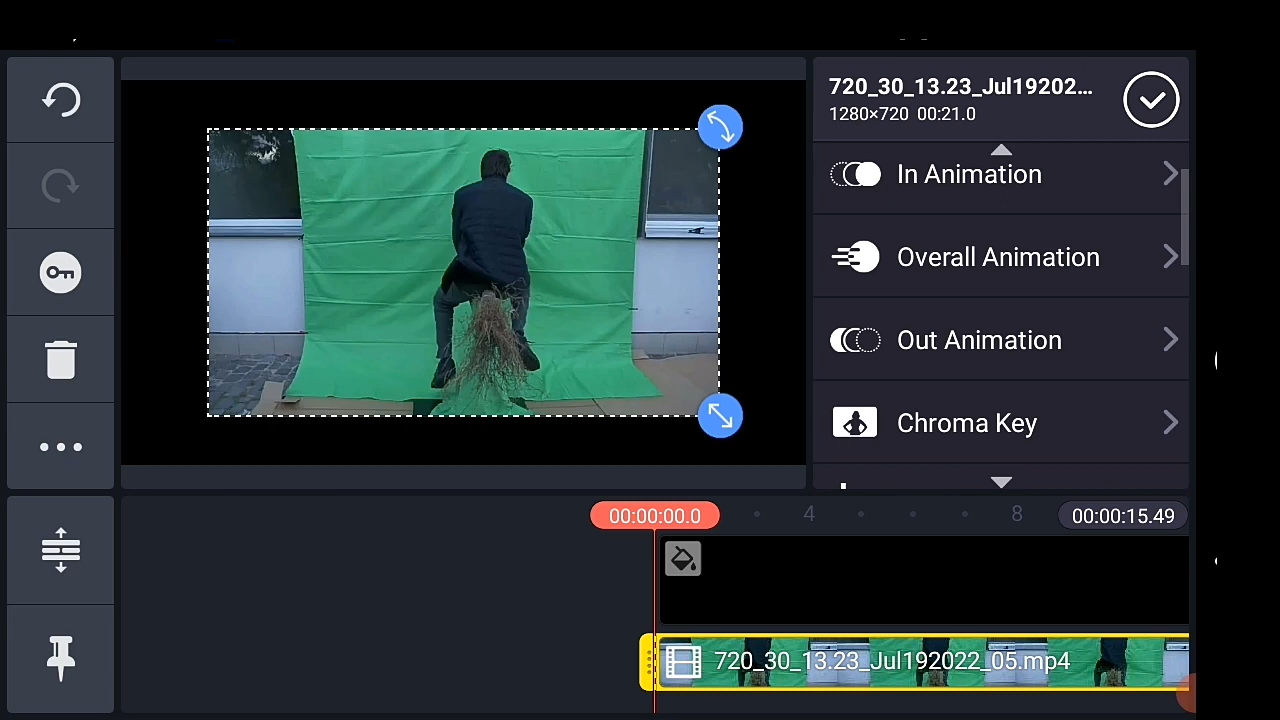 720_30_13.23_Jul19202...
1280×720 00:21.0
In Animation
Overall Animation
Out Animation
Chroma Key
00:00:00.0
4
8
00:00:15.49
720_30_13.23_Jul192022_05.mp4